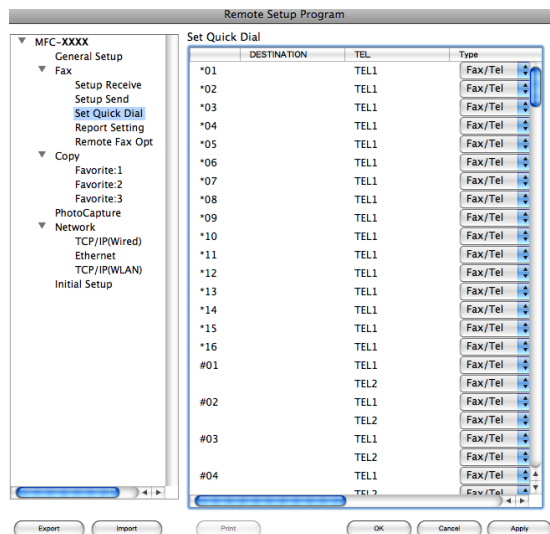 Remote Setup Program
MFC-XXXX
General Setup
Fax
Setup Receive
Setup Send
Set Quick Dial
Report Setting
Remote Fax Opt
Copy
Favorite:1
Favorite:2
Favorite:3
PhotoCapture
Network
TCP/IP(Wired)
Ethernet
TCP/IP(WLAN)
Initial Setup
Set Quick Dial
DESTINATION TEL Type
*01 TEL1 Fax/Tel
*02 TEL1 Fax/Tel
*03 TEL1 Fax/Tel
*04 TEL1 Fax/Tel
*05 TEL1 Fax/Tel
*06 TEL1 Fax/Tel
*07 TEL1 Fax/Tel
*08 TEL1 Fax/Tel
*09 TEL1 Fax/Tel
*10 TEL1 Fax/Tel
*11 TEL1 Fax/Tel
*12 TEL1 Fax/Tel
*13 TEL1 Fax/Tel
*14 TEL1 Fax/Tel
*15 TEL1 Fax/Tel
*16 TEL1 Fax/Tel
#01 TEL1 Fax/Tel
TEL2 Fax/Tel
#02 TEL1 Fax/Tel
TEL2 Fax/Tel
#03 TEL1 Fax/Tel
TEL2 Fax/Tel
#04 TEL1 Fax/Tel
TEL2 Fax/Tel
Export Import Print OK Cancel Apply